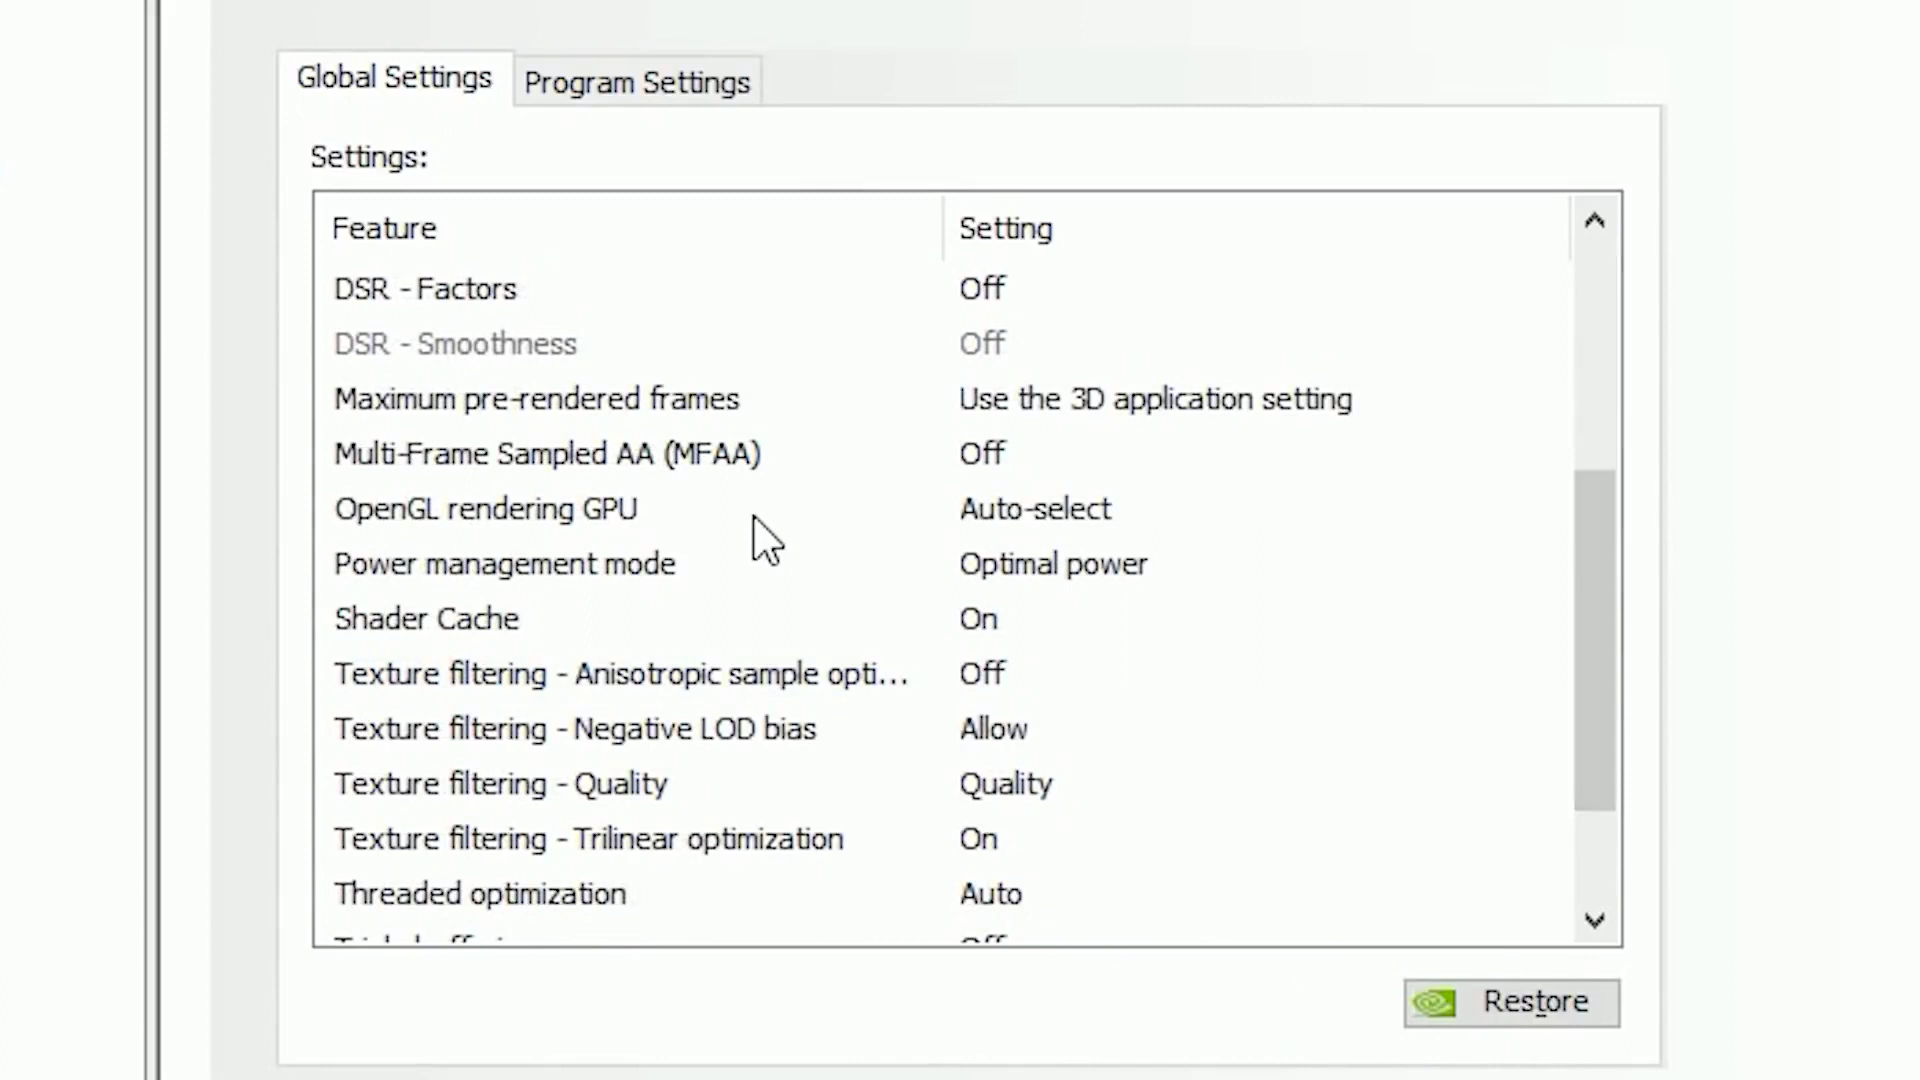 Global Settings
Program Settings
Settings:
Feature Setting
DSR - Factors Off
DSR - Smoothness Off
Maximum pre-rendered frames Use the 3D application setting
Multi-Frame Sampled AA (MFAA) Off
OpenGL rendering GPU Auto-select
Power management mode Optimal power
Shader Cache On
Texture filtering - Anisotropic sample opti... Off
Texture filtering - Negative LOD bias Allow
Texture filtering - Quality Quality
Texture filtering - Trilinear optimization On
Threaded optimization Auto
Restore